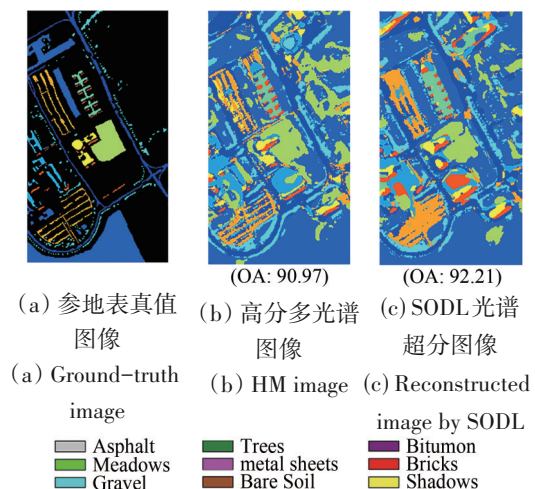 (OA: 90.97)
(OA: 92.21)
(a) 参地表真值
图像
(a) Ground-truth
image
(b) 高分多光谱
图像
(b) HM image
(c) SODL光谱
超分图像
(c) Reconstructed
image by SODL
Asphalt
Meadows
Gravel
Trees
metal sheets
Bare Soil
Bitumon
Bricks
Shadows